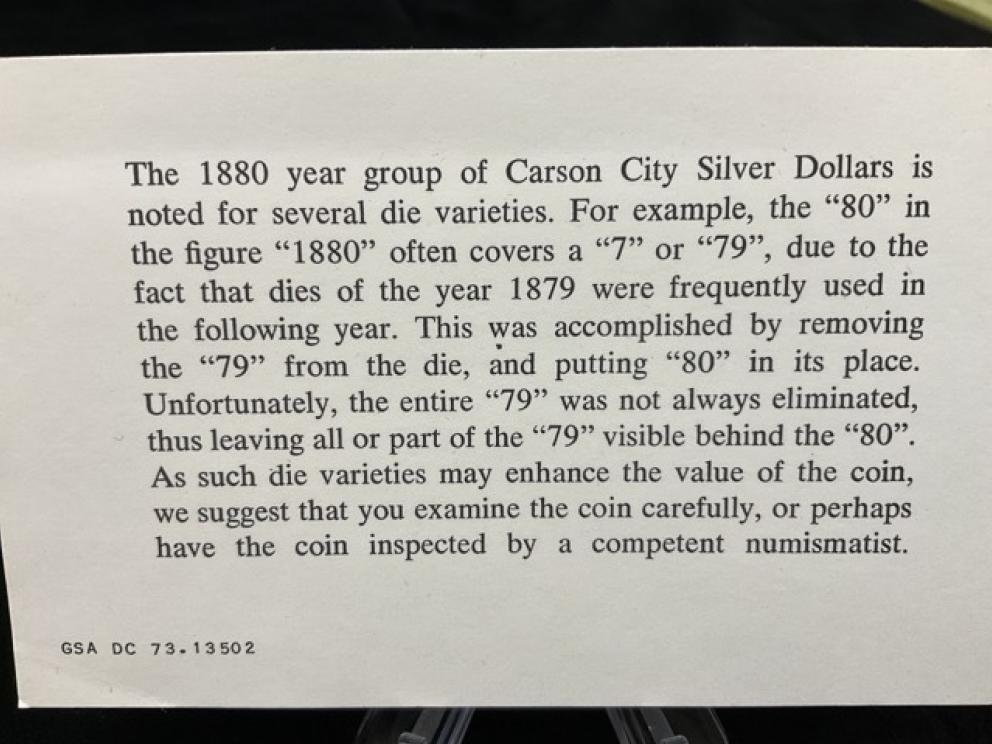 The 1880 year group of Carson City Silver Dollars is
noted for several die varieties. For example, the “80” in
the figure “1880” often covers a “7” or “79”, due to the
fact that dies of the year 1879 were frequently used in
the following year. This was accomplished by removing
the “79” from the die, and putting “80” in its place.
Unfortunately, the entire “79” was not always eliminated,
thus leaving all or part of the “79” visible behind the “80”.
As such die varieties may enhance the value of the coin,
we suggest that you examine the coin carefully, or perhaps
have the coin inspected by a competent numismatist.
GSA DC 73.13502